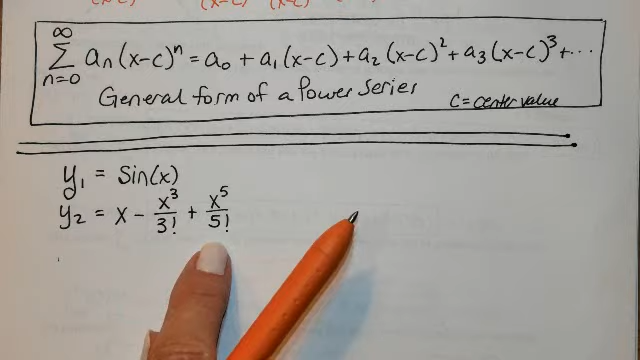 ∞
Σ aₙ(x-c)ⁿ = a₀ + a₁(x-c) + a₂(x-c)² + a₃(x-c)³ + ...
n=0
General form of a Power Series
c = center value
y₁ = Sin(x)
y₂ = x - x³/3! + x⁵/5!